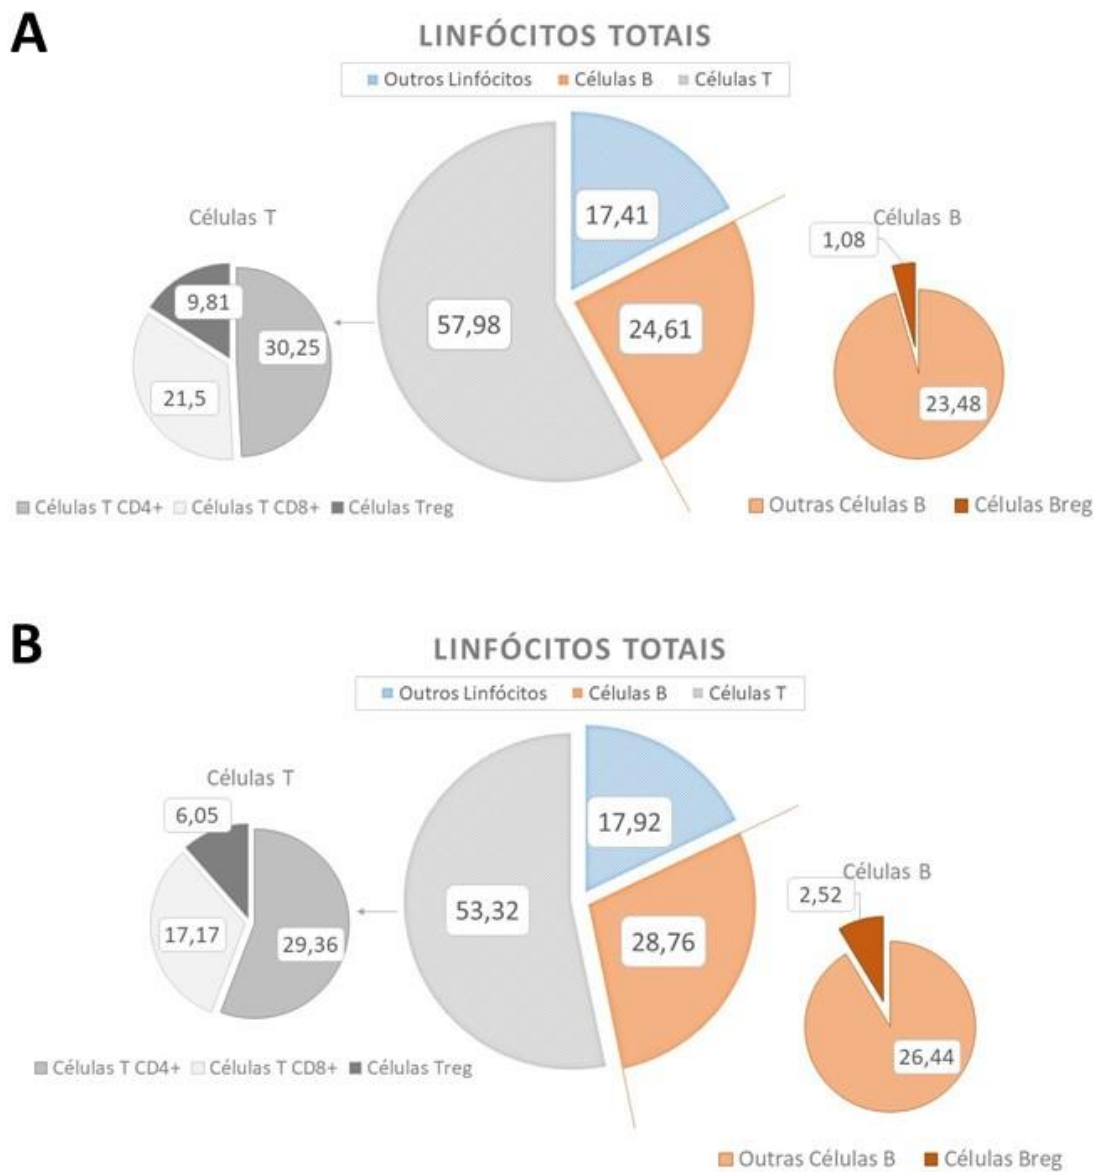 A
LINFÓCITOS TOTAIS
Outros Linfócitos Células B Células T
17,41
24,61
57,98
Células T
9,81
30,25
21,5
Células T CD4+ Células T CD8+ Células Treg
Células B
1,08
23,48
Outras Células B Células Breg
B
LINFÓCITOS TOTAIS
Outros Linfócitos Células B Células T
17,92
28,76
53,32
Células T
6,05
17,17
29,36
Células T CD4+ Células T CD8+ Células Treg
Células B
2,52
26,44
Outras Células B Células Breg